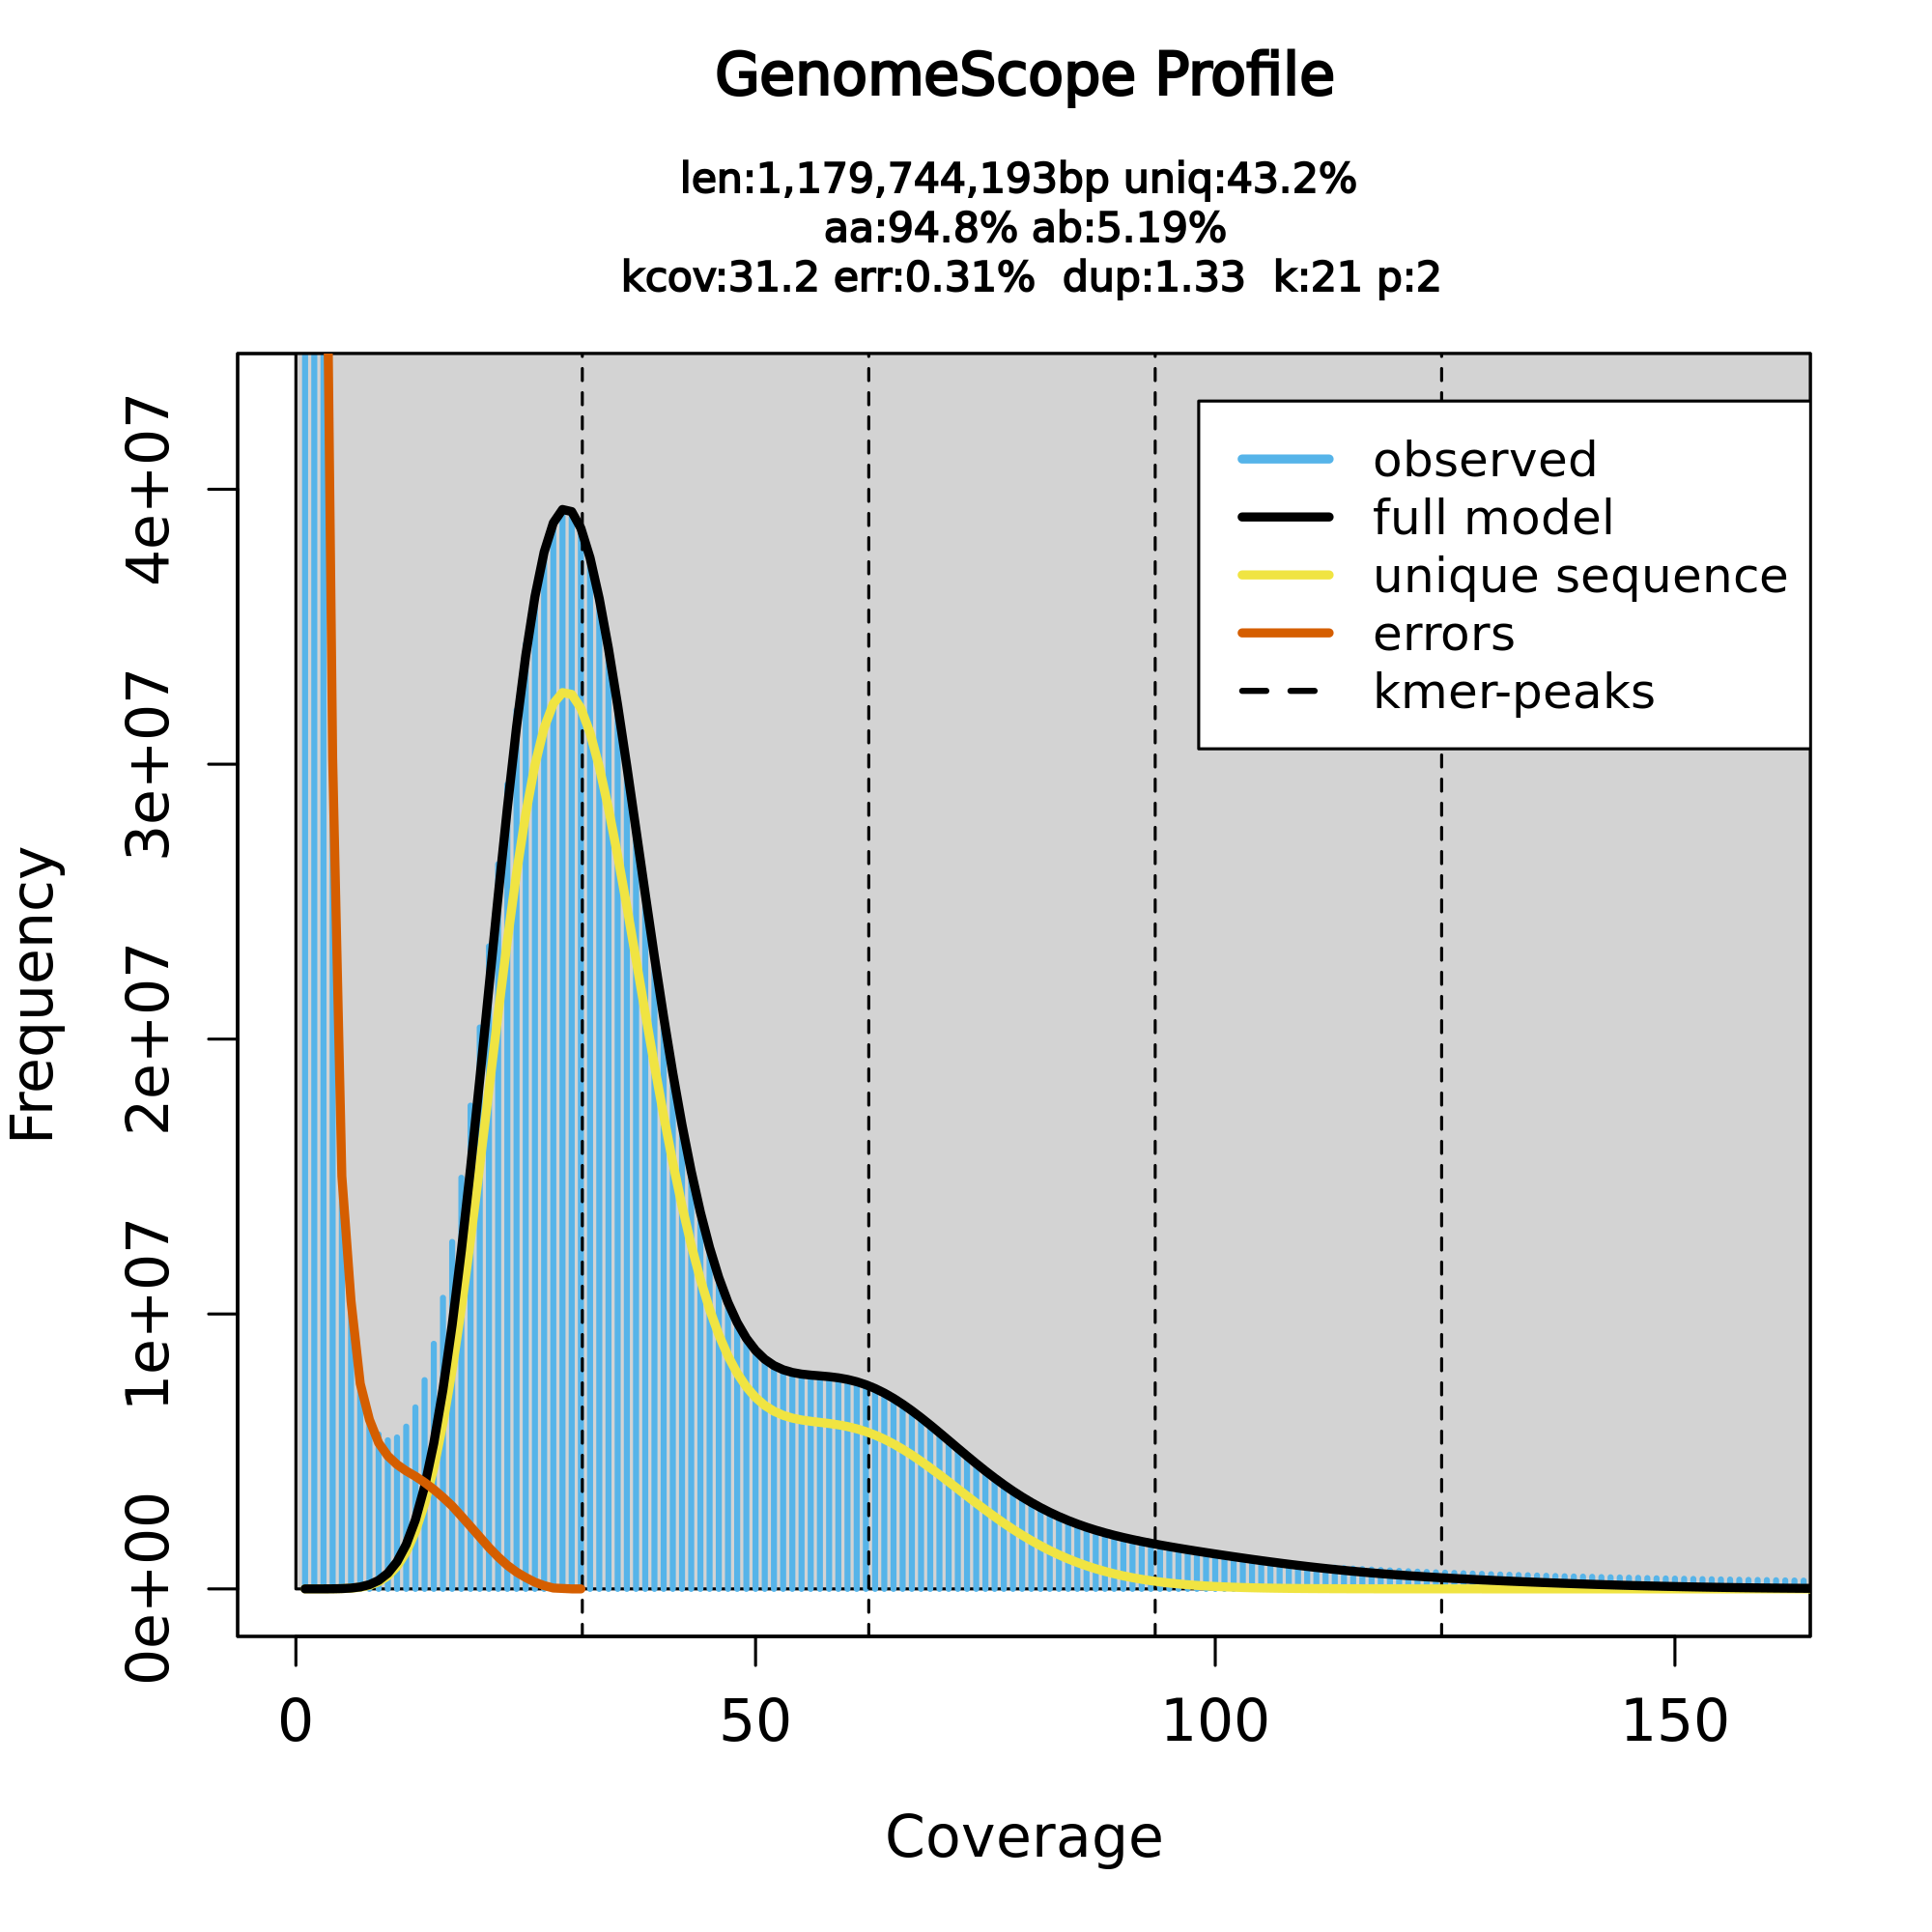 GenomeScope Profile
len:1,179,744,193bp uniq:43.2%
aa:94.8% ab:5.19%
kcov:31.2 err:0.31%  dup:1.33  k:21 p:2
observed
full model
unique sequence
errors
kmer-peaks
Frequency
4e+07
3e+07
2e+07
1e+07
0e+00
0
50
100
150
Coverage